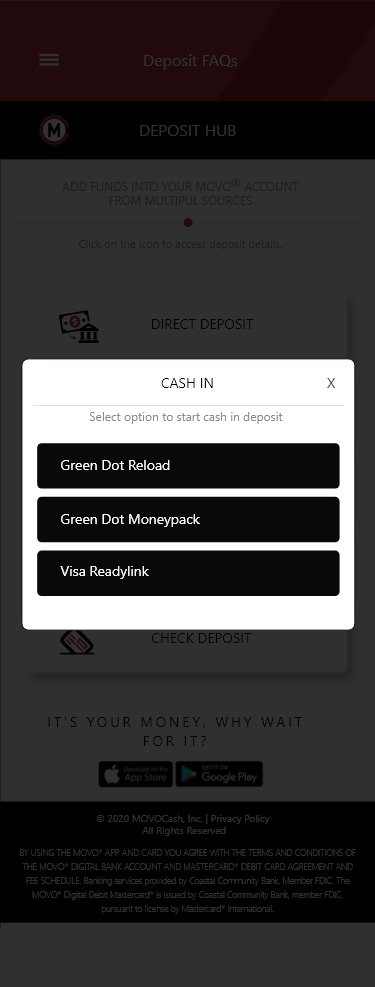 Deposit FAQs
M
DEPOSIT HUB
ADD FUNDS INTO YOUR MOVO® ACCOUNT
FROM MULTIPUL SOURCES
Click on the icon to access deposit details.
$
DIRECT DEPOSIT
CASH IN
X
Select option to start cash in deposit
Green Dot Reload
Green Dot Moneypack
Visa Readylink
CHECK DEPOSIT
IT'S YOUR MONEY, WHY WAIT
FOR IT?
Download on the
App Store
GET IT ON
Google Play
© 2020 MOVOCash, Inc. | Privacy Policy
All Rights Reserved
BY USING THE MOVO® APP AND CARD YOU AGREE WITH THE TERMS AND CONDITIONS OF
THE MOVO® DIGITAL BANK ACCOUNT AND MASTERCARD® DEBIT CARD AGREEMENT AND
FEE SCHEDULE. Banking services provided by Coastal Community Bank, Member FDIC. The
MOVO® Digital Debit Mastercard® is issued by Coastal Community Bank, member FDIC,
pursuant to license by Mastercard® International.